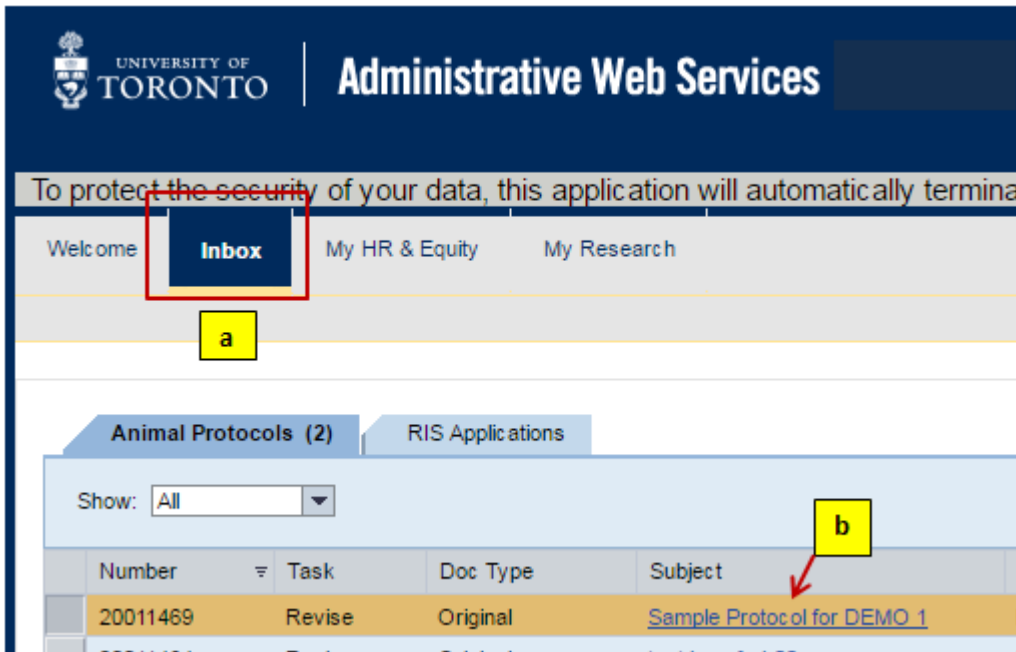 UNIVERSITY OF
TORONTO
Administrative Web Services
To protect the security of your data, this application will automatically
Welcome Inbox My HR & Equity My Research
a
Animal Protocols (2) RIS Applications
Show: All
b
Number Task Doc Type Subject
20011469 Revise Original Sample Protocol for DEMO 1